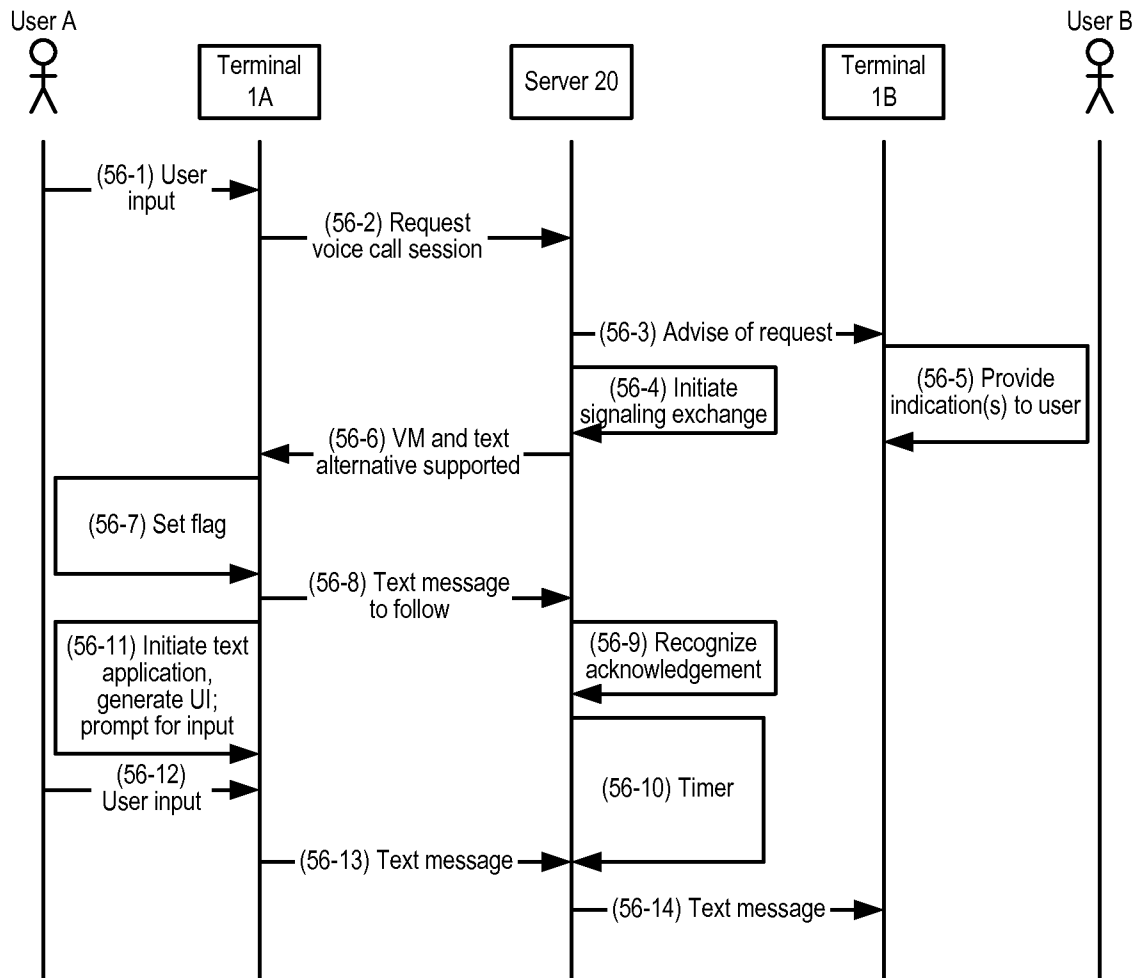 User A
User B
Terminal
1A
Server 20
Terminal
1B
(56-1) User
input
(56-2) Request
voice call session
(56-3) Advise of request
(56-4) Initiate
signaling exchange
(56-5) Provide
indication(s) to user
(56-6) VM and text
alternative supported
(56-7) Set flag
(56-8) Text message
to follow
(56-9) Recognize
acknowledgement
(56-11) Initiate text
application,
generate UI;
prompt for input
(56-12)
User input
(56-10) Timer
(56-13) Text message
(56-14) Text message